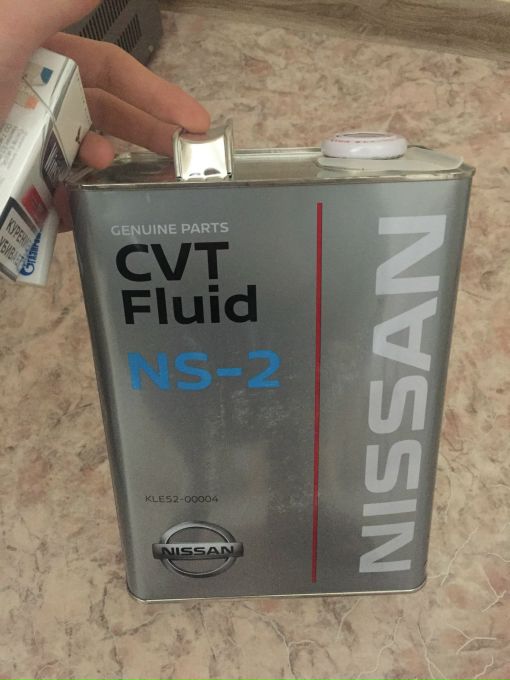 GENUINE PARTS
CVT
Fluid
NS-2
KLE52-00004
NISSAN
NISSAN